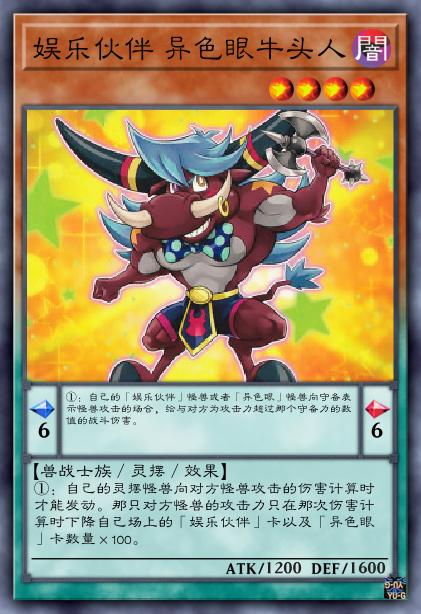 娱乐伙伴 异色眼牛头人 闇
①：自己的「娱乐伙伴」怪兽或者「异色眼」怪兽向守备表
示怪兽攻击的场合，给与对方为攻击力超过那个守备力的数
值的战斗伤害。
6
6
【兽战士族／灵摆／效果】
①：自己的灵摆怪兽向对方怪兽攻击的伤害计算时
才能发动。那只对方怪兽的攻击力只在那次伤害计
算时下降自己场上的「娱乐伙伴」卡以及「异色眼」
卡数量×100。
ATK/1200 DEF/1600
YU-G